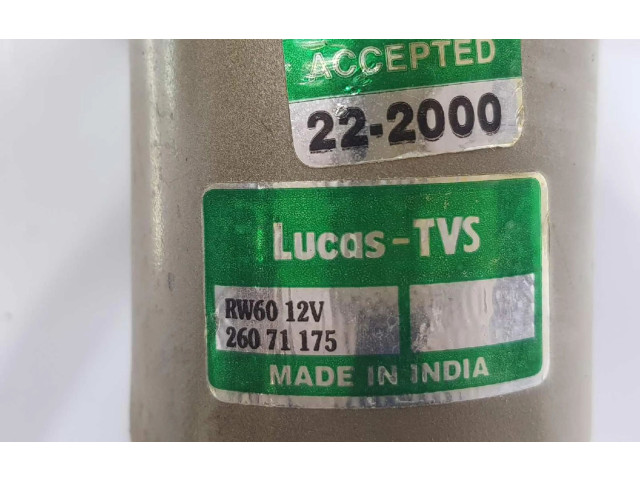 ACCEPTED
22-2000
Lucas-TVS
RW60 12V
260 71 175
MADE IN INDIA